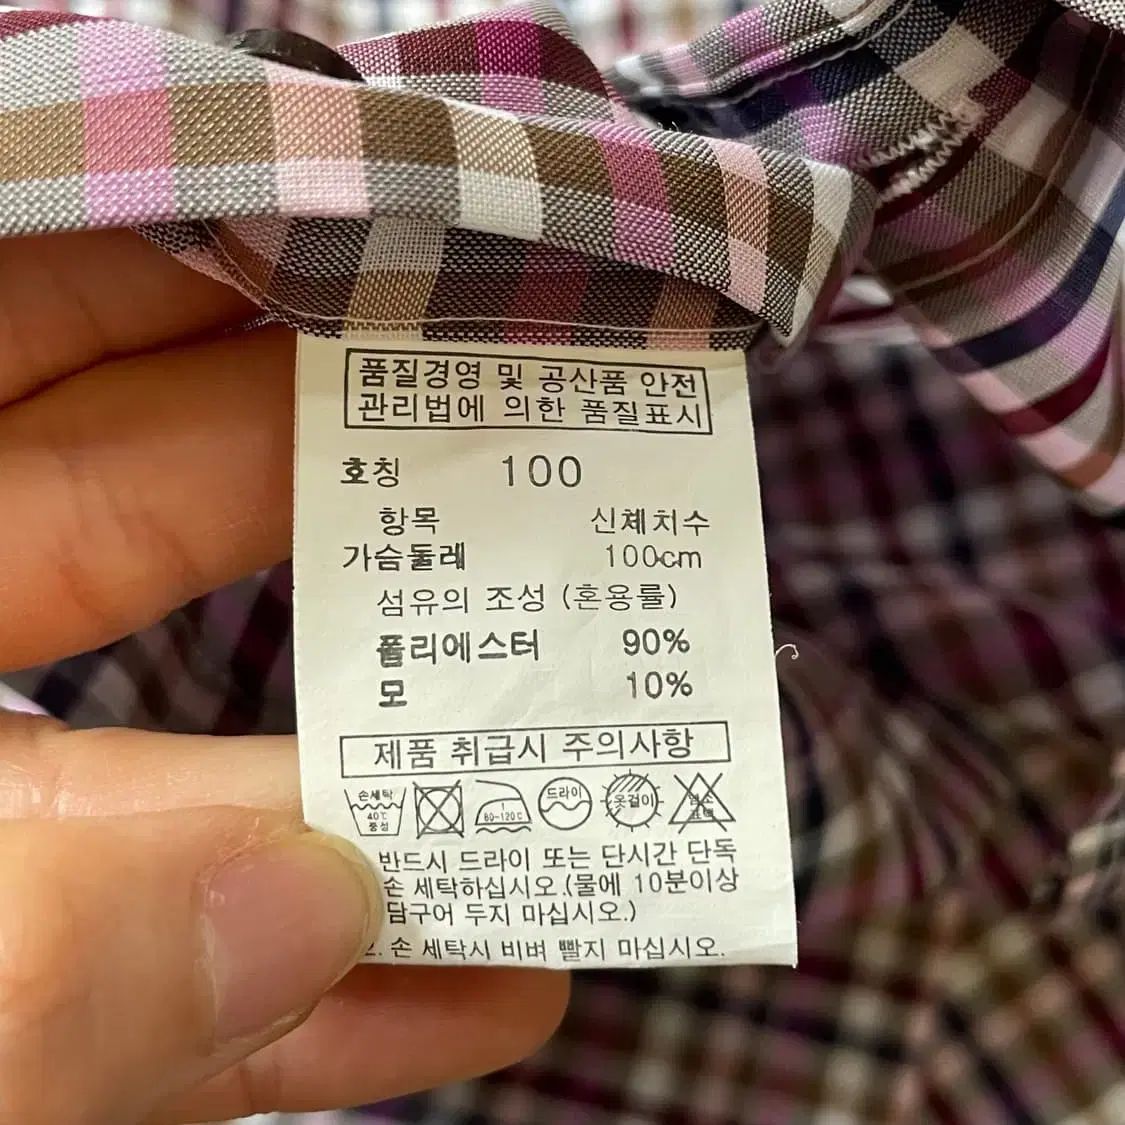 품질경영 및 공산품 안전
관리법에 의한 품질표시
호칭 100
항목 신체치수
가슴둘레 100cm
섬유의 조성 (혼용률)
폴리에스터 90%
모 10%
제품 취급시 주의사항
손세탁 40℃ 중성
80-120℃
드라이
옷걸이
반드시 드라이 또는 단시간 단독
손 세탁하십시오.(물에 10분이상
담구어 두지 마십시오.)
2. 손 세탁시 비벼 빨지 마십시오.